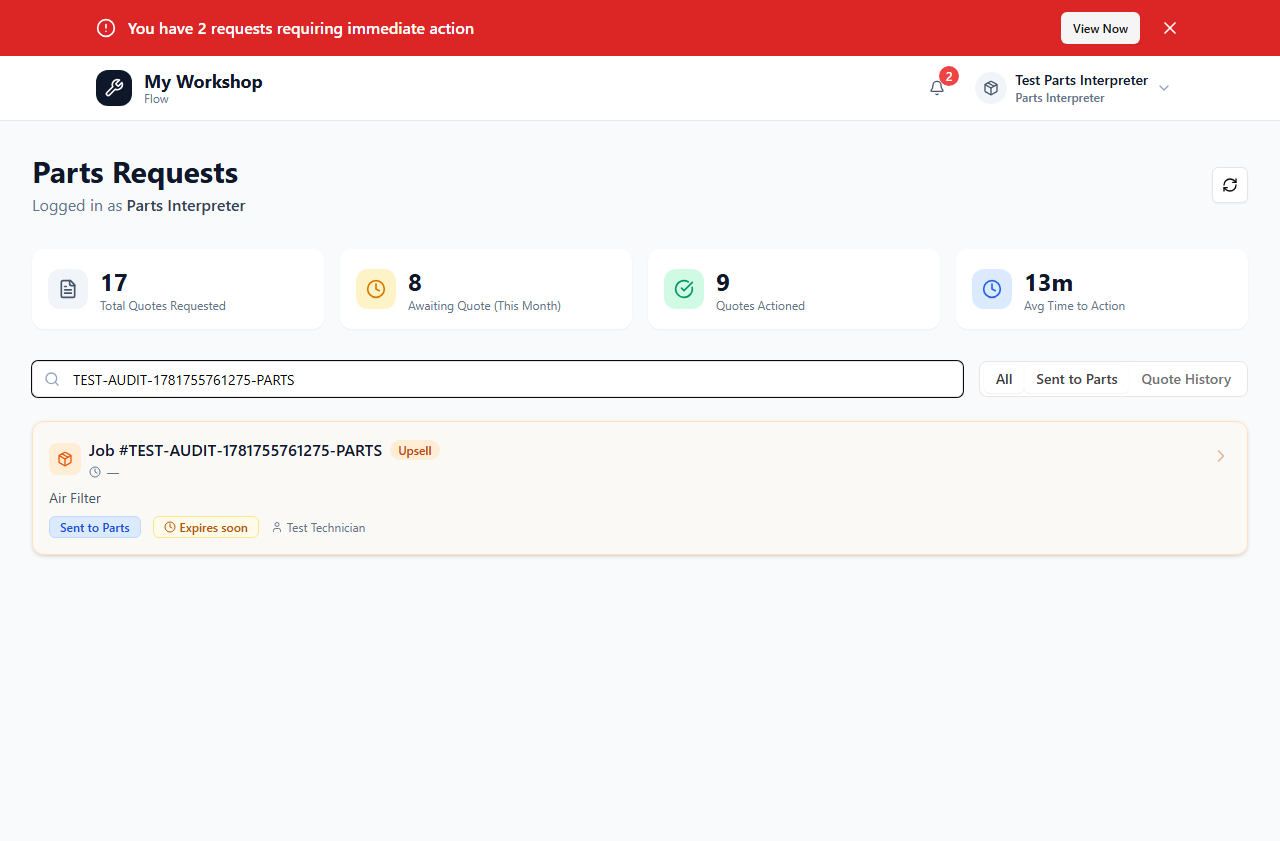 You have 2 requests requiring immediate action
View Now
My Workshop
Flow
2
Test Parts Interpreter
Parts Interpreter
Parts Requests
Logged in as Parts Interpreter
17
Total Quotes Requested
8
Awaiting Quote (This Month)
9
Quotes Actioned
13m
Avg Time to Action
TEST-AUDIT-1781755761275-PARTS
All
Sent to Parts
Quote History
Job #TEST-AUDIT-1781755761275-PARTS
Upsell
—
Air Filter
Sent to Parts
Expires soon
Test Technician